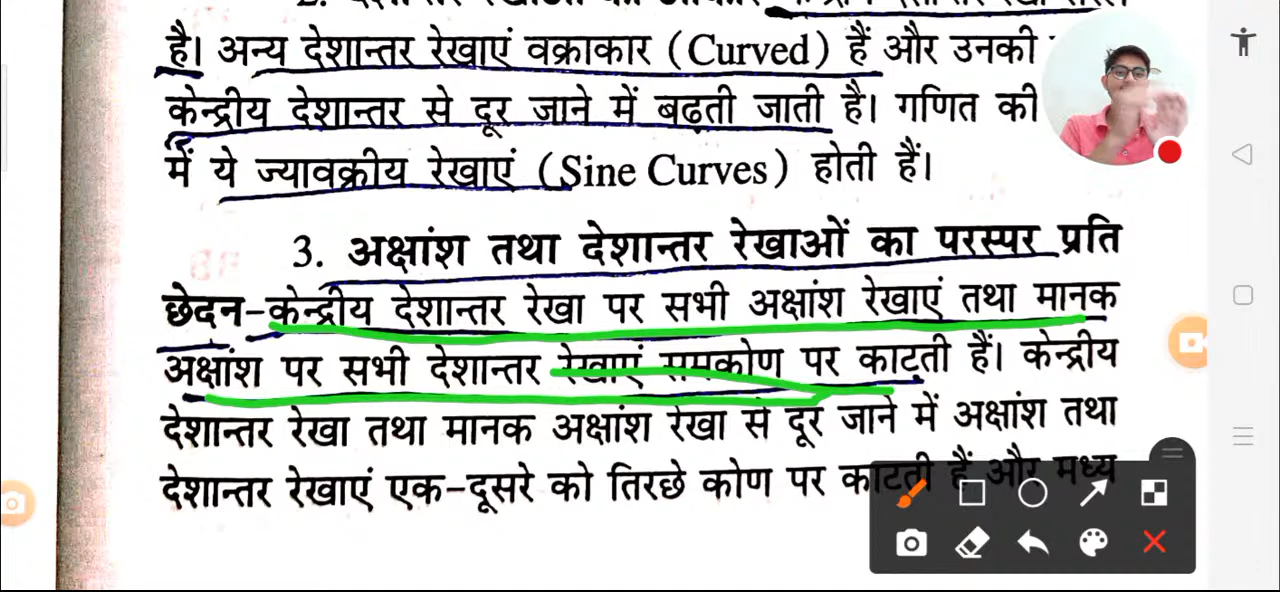 है। अन्य देशान्तर रेखाएं वक्राकार (Curved) हैं और उनकी
केन्द्रीय देशान्तर से दूर जाने में बढ़ती जाती है। गणित की
में ये ज्यावक्रीय रेखाएं (Sine Curves) होती हैं।
3. अक्षांश तथा देशान्तर रेखाओं का परस्पर प्रति
छेदन-केन्द्रीय देशान्तर रेखा पर सभी अक्षांश रेखाएं तथा मानक
अक्षांश पर सभी देशान्तर रेखाएं समकोण पर काटती हैं। केन्द्रीय
देशान्तर रेखा तथा मानक अक्षांश रेखा से दूर जाने में अक्षांश तथा
देशान्तर रेखाएं एक-दूसरे को तिरछे कोण पर काटती हैं और मध्य